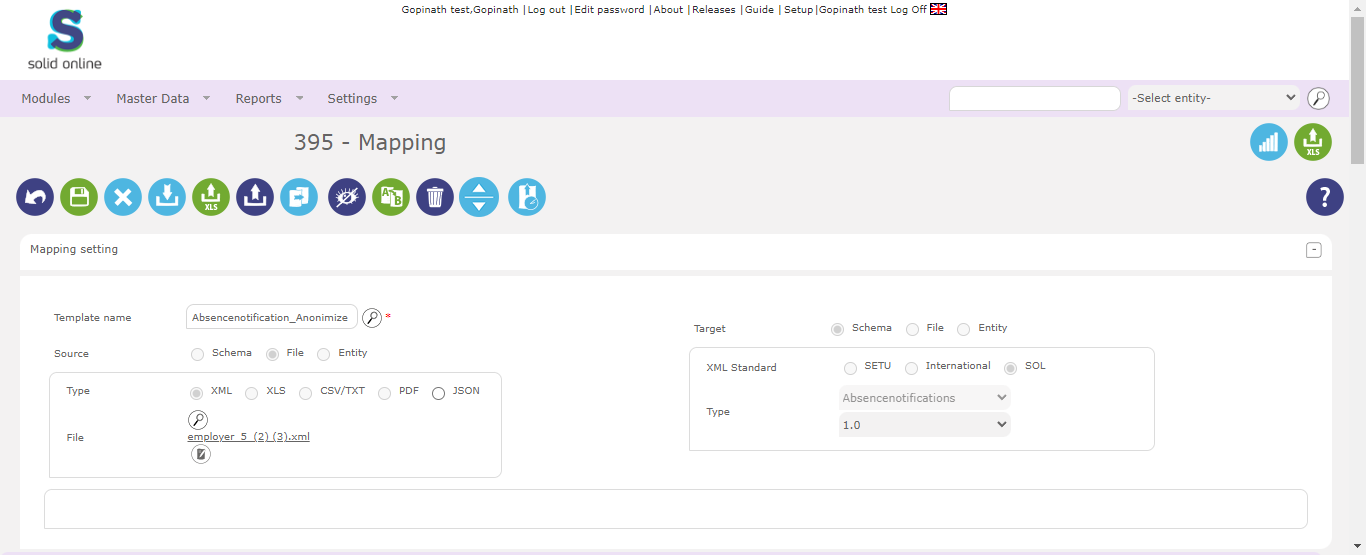 Gopinath test,Gopinath |Log out |Edit password |About |Releases |Guide | Setup|Gopinath test Log Off
S
solid online
Modules Master Data Reports Settings -Select entity-
395 - Mapping
XLS
XLS A B ?
Mapping setting -
Template name Absencenotification_Anonimize *
Target Schema File Entity
Source Schema File Entity
XML Standard SETU International SOL
Type XML XLS CSV/TXT PDF JSON
Absencenotifications
Type
1.0
File
employer_5_(2) (3).xml